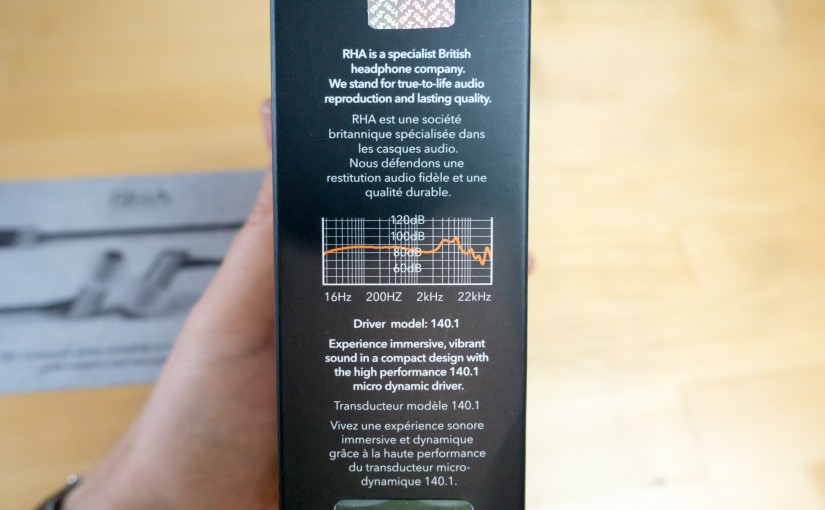 RHA is a specialist British
headphone company.
We stand for true-to-life audio
reproduction and lasting quality.
RHA est une société
britannique spécialisée dans
les casques audio.
Nous défendons une
restitution audio fidèle et une
qualité durable.
120dB
100dB
80dB
60dB
16Hz 200HZ 2kHz 22kHz
Driver model: 140.1
Experience immersive, vibrant
sound in a compact design with
the high performance 140.1
micro dynamic driver.
Transducteur modèle 140.1
Vivez une expérience sonore
immersive et dynamique
grâce à la haute performance
du transducteur micro-
dynamique 140.1.
RHA